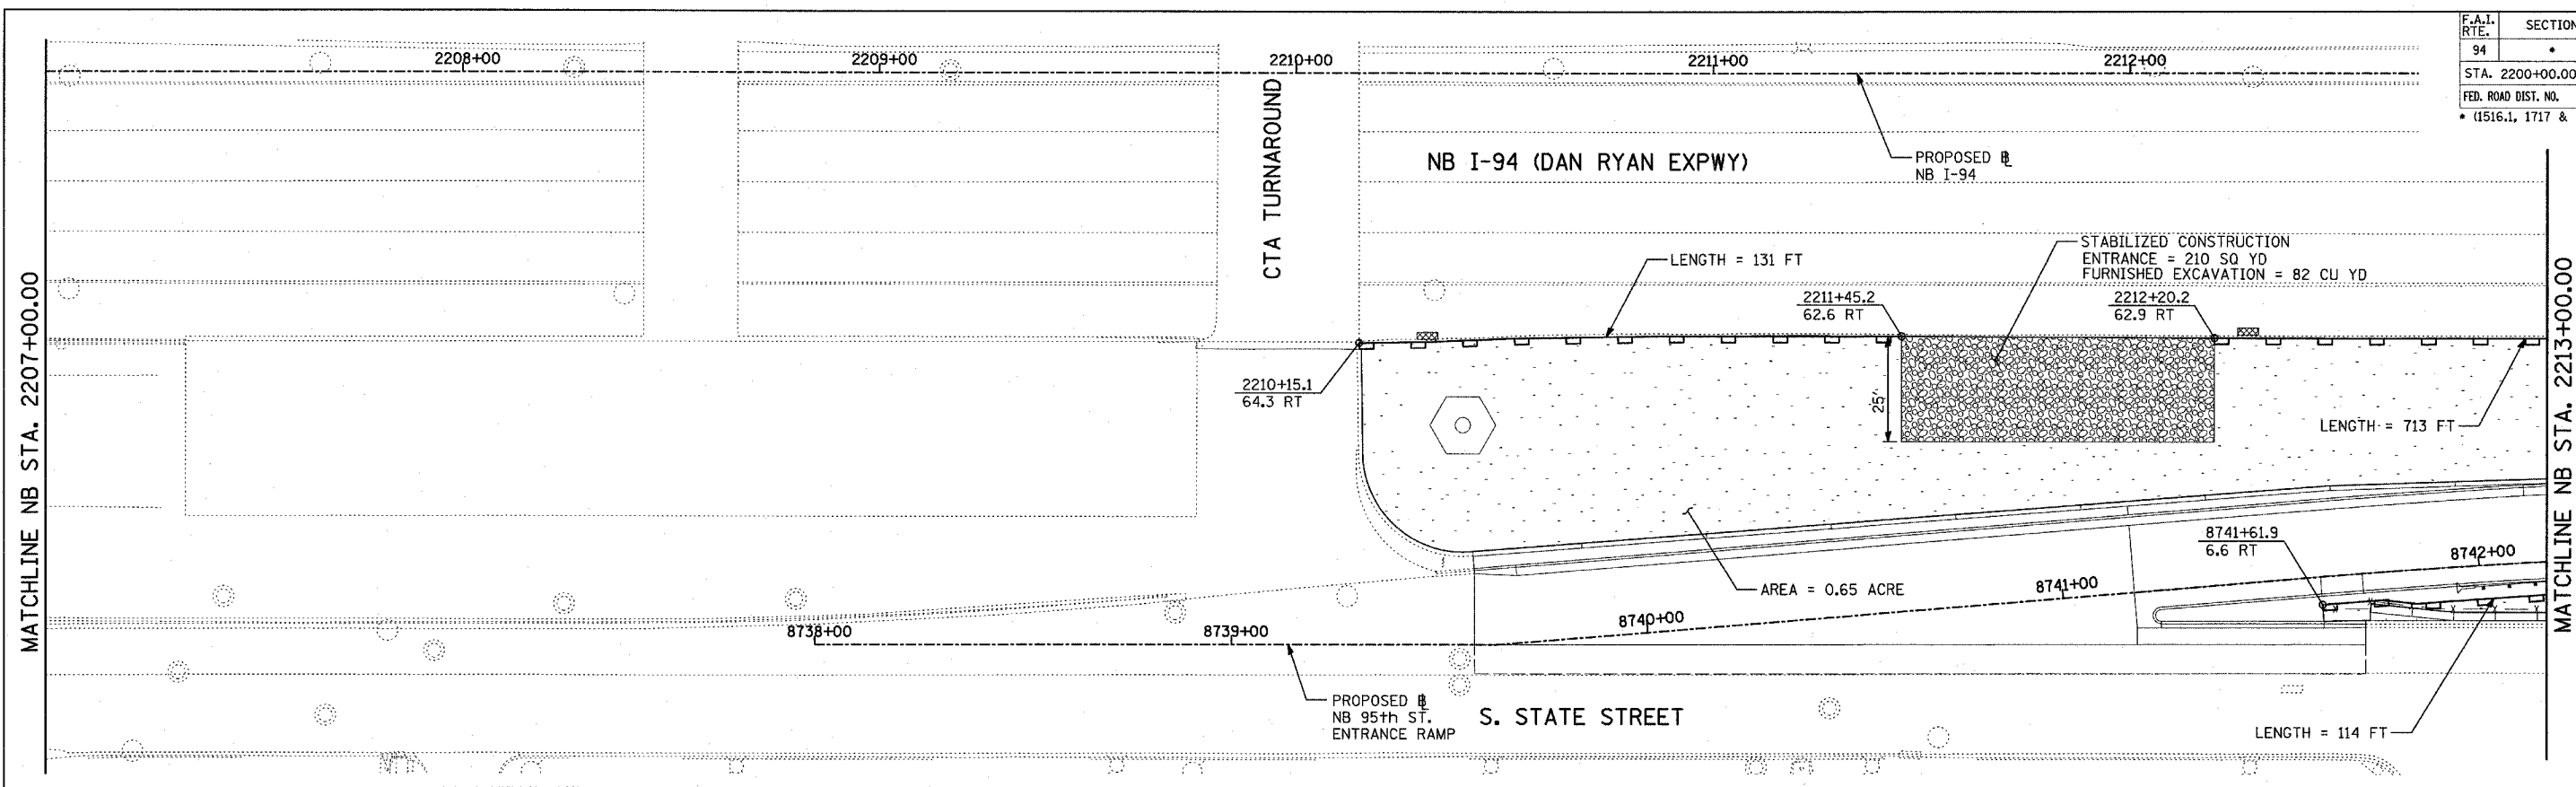 F.A.I. RTE. SECTION
94 *
STA. 2200+00.00
FED. ROAD DIST. NO.
* (1516.1, 1717 &
2208+00
2209+00
2210+00
2211+00
2212+00
CTA TURNAROUND
NB I-94 (DAN RYAN EXPWY)
PROPOSED
NB I-94
LENGTH = 131 FT
STABILIZED CONSTRUCTION
ENTRANCE = 210 SQ YD
FURNISHED EXCAVATION = 82 CU YD
2211+45.2
62.6 RT
2212+20.2
62.9 RT
MATCHLINE NB STA. 2207+00.00
MATCHLINE NB STA. 2213+00.00
2210+15.1
64.3 RT
25'
LENGTH = 713 FT
8741+61.9
6.6 RT
8742+00
AREA = 0.65 ACRE
8741+00
8740+00
8738+00
8739+00
PROPOSED
NB 95th ST.
ENTRANCE RAMP
S. STATE STREET
LENGTH = 114 FT